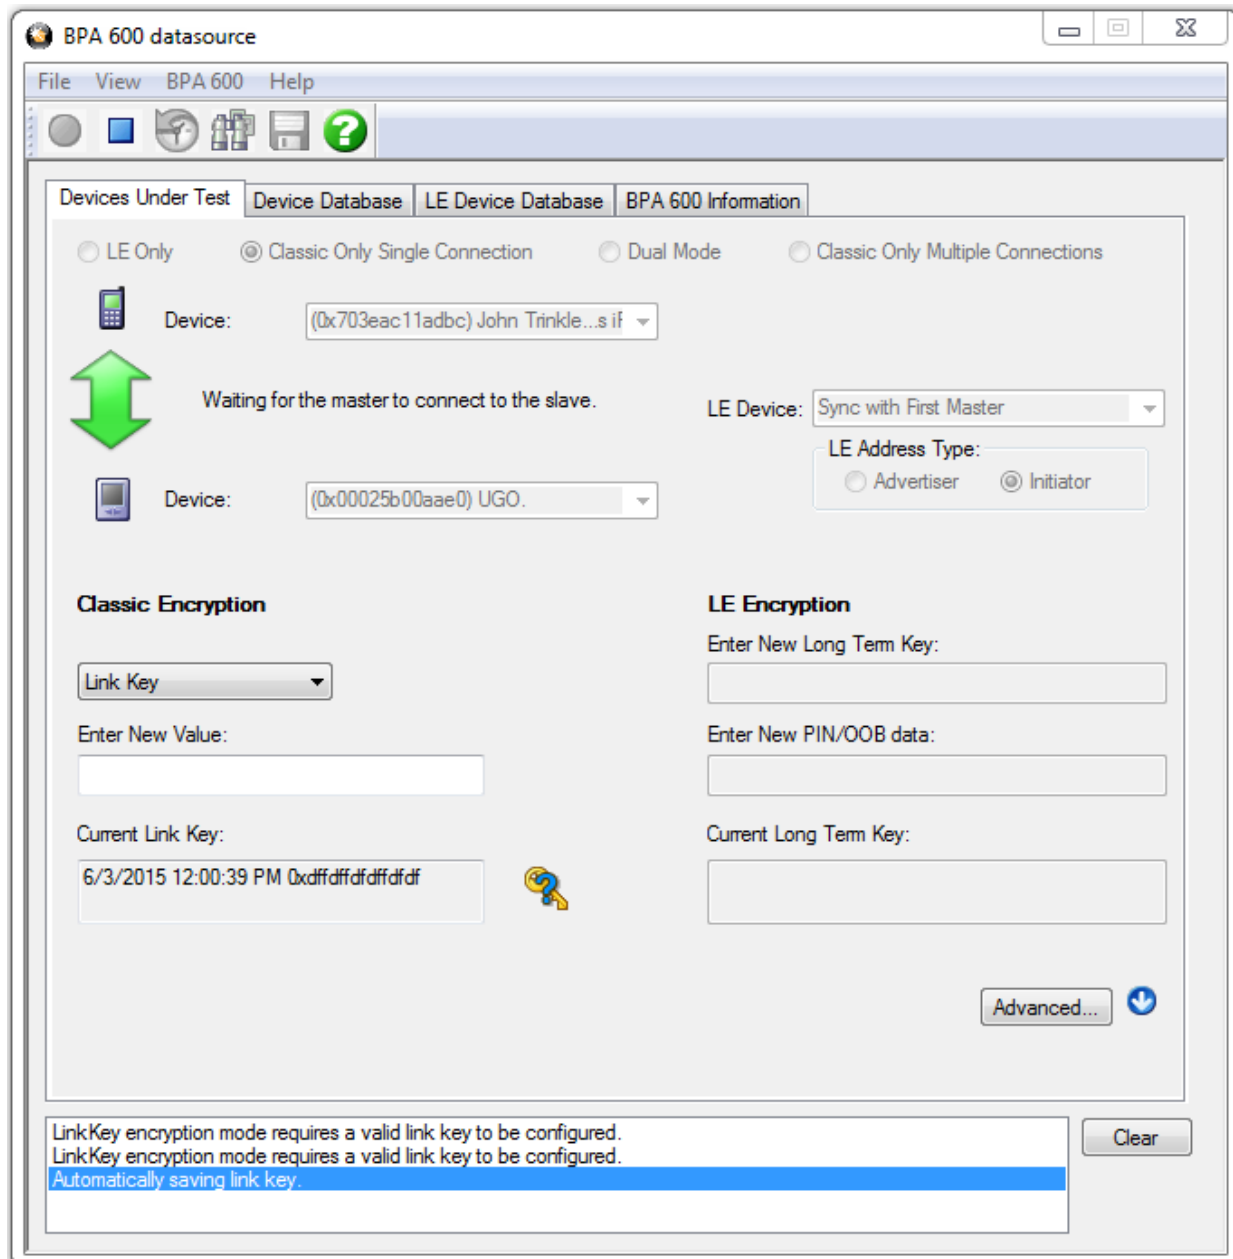 BPA 600 datasource
File View BPA 600 Help
Devices Under Test Device Database LE Device Database BPA 600 Information
LE Only Classic Only Single Connection Dual Mode Classic Only Multiple Connections
Device: (0x703eac11adbc) John Trinkle...s iF
Waiting for the master to connect to the slave.
LE Device: Sync with First Master
LE Address Type:
Advertiser Initiator
Device: (0x00025b00aae0) UGO.
Classic Encryption
LE Encryption
Enter New Long Term Key:
Link Key
Enter New Value:
Enter New PIN/OOB data:
Current Link Key:
Current Long Term Key:
6/3/2015 12:00:39 PM 0xdffdffdfdffdfdf
Advanced...
LinkKey encryption mode requires a valid link key to be configured.
LinkKey encryption mode requires a valid link key to be configured.
Automatically saving link key.
Clear